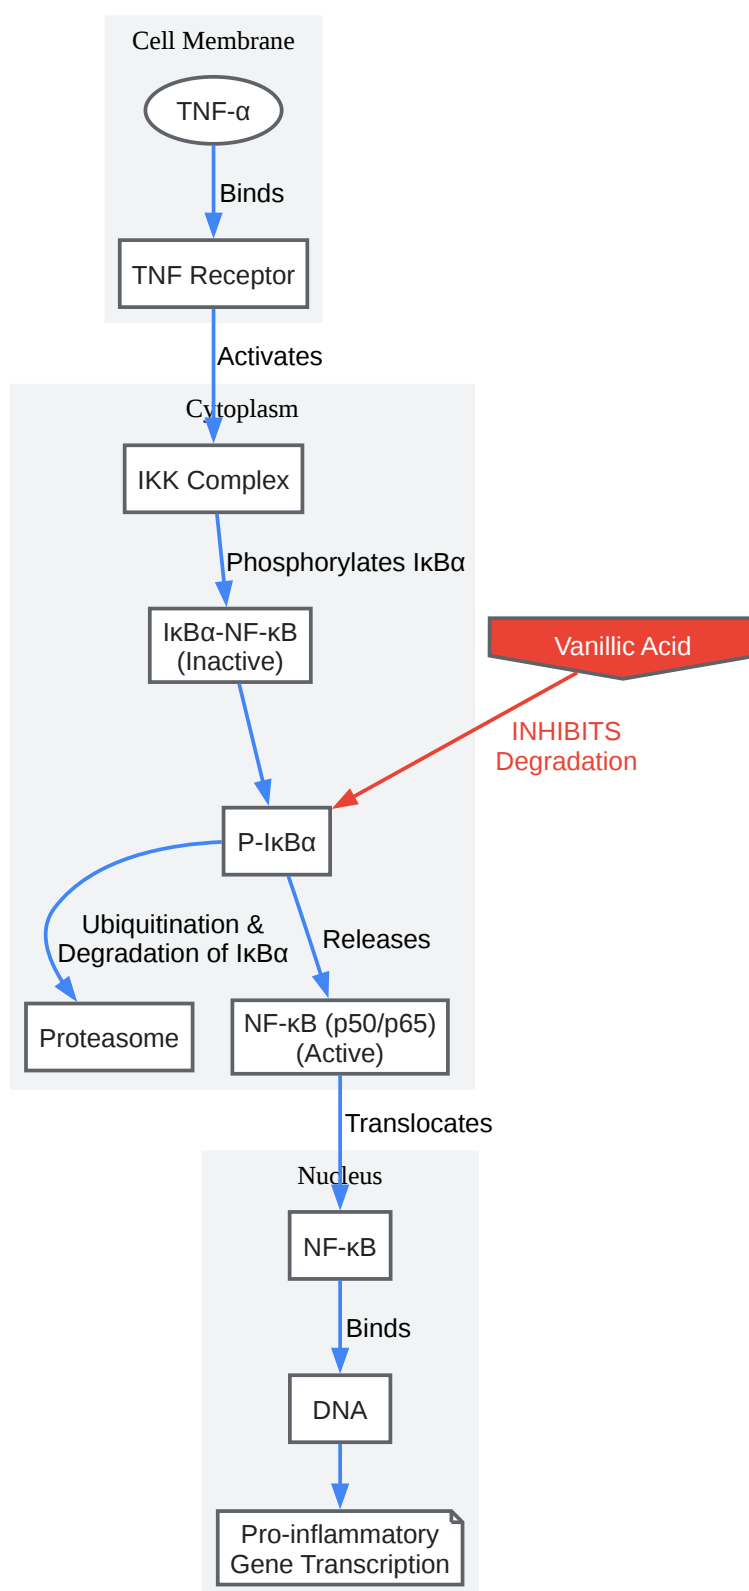 Cell Membrane
TNF-α
Binds
TNF Receptor
Activates
Cytoplasm
IKK Complex
Phosphorylates IκBα
IκBα-NF-κB
(Inactive)
Vanillic Acid
INHIBITS
Degradation
P-IκBα
Ubiquitination &
Degradation of IκBα
Releases
Proteasome
NF-κB (p50/p65)
(Active)
Translocates
Nucleus
NF-κB
Binds
DNA
Pro-inflammatory
Gene Transcription